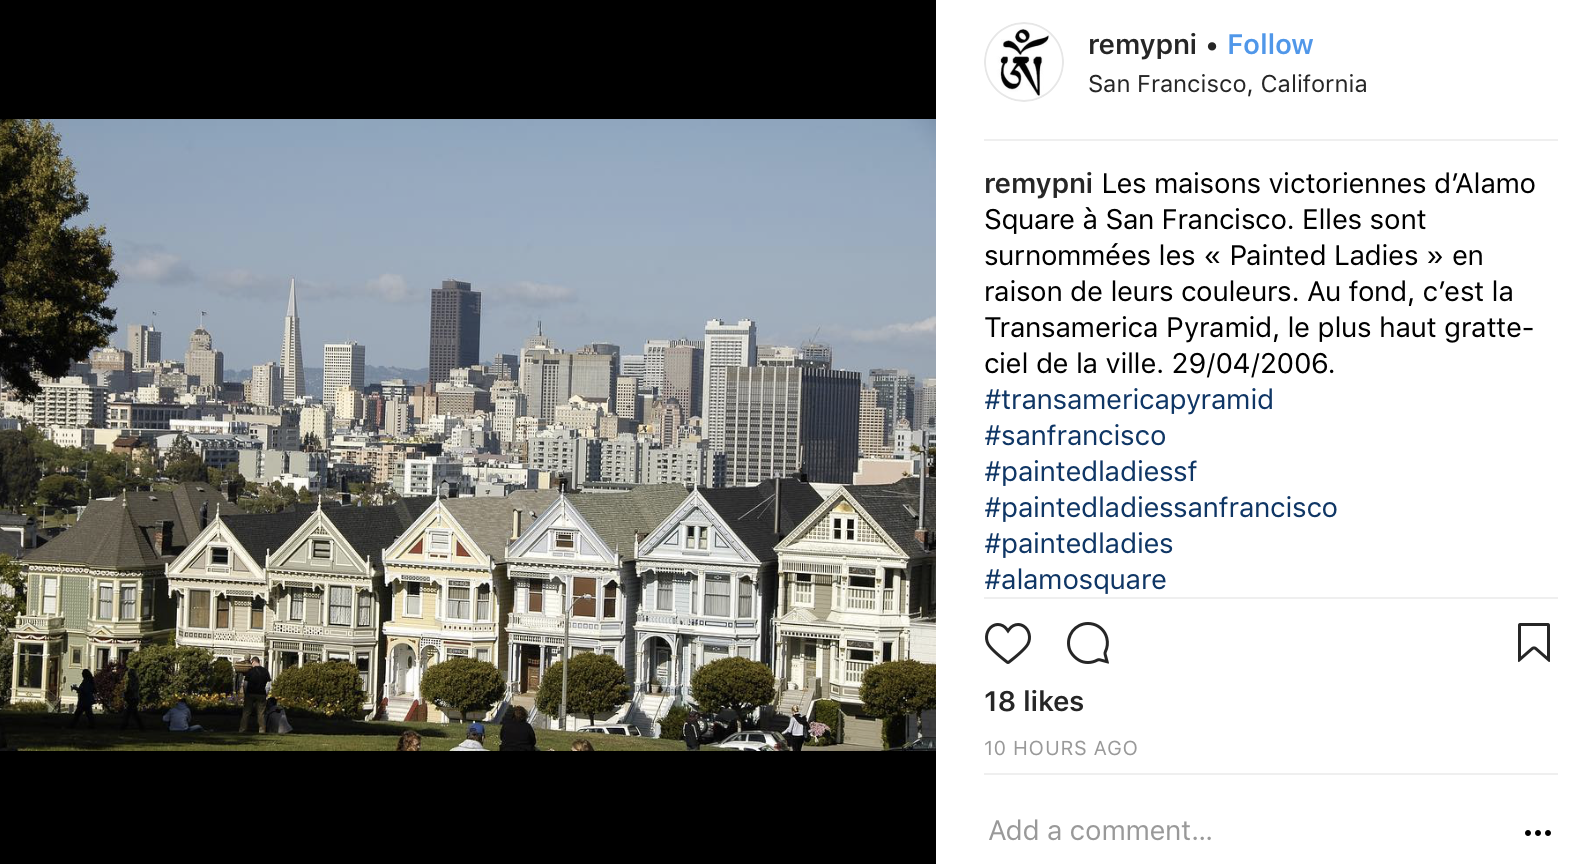 remypni • Follow
San Francisco, California
remypni Les maisons victoriennes d’Alamo
Square à San Francisco. Elles sont
surnommées les « Painted Ladies » en
raison de leurs couleurs. Au fond, c’est la
Transamerica Pyramid, le plus haut gratte-
ciel de la ville. 29/04/2006.
#transamericapyramid
#sanfrancisco
#paintedladiessf
#paintedladiessanfrancisco
#paintedladies
#alamosquare
18 likes
10 HOURS AGO
Add a comment...